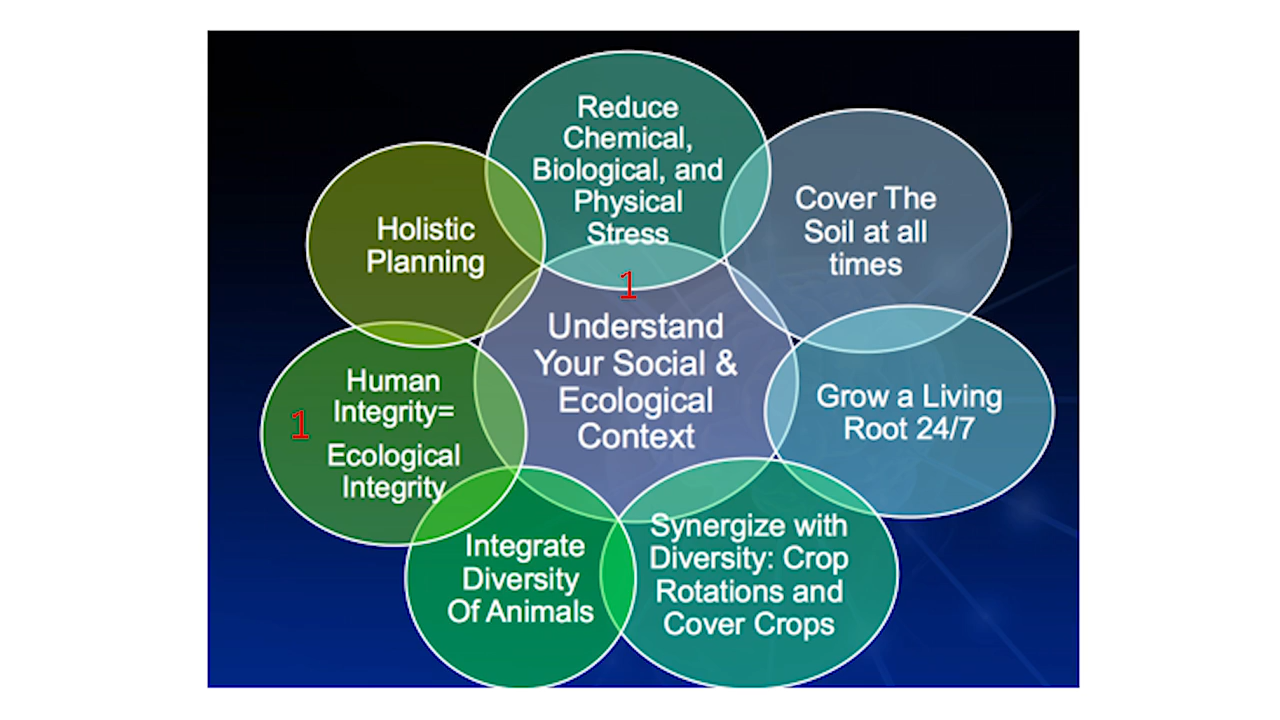 Reduce
Chemical,
Biological, and
Physical
Stress
Cover The
Soil at all
times
Holistic
Planning
1
Understand
Your Social &
Ecological
Context
Grow a Living
Root 24/7
Human
Integrity=
1
Ecological
Integrity
Synergize with
Diversity: Crop
Rotations and
Cover Crops
Integrate
Diversity
Of Animals